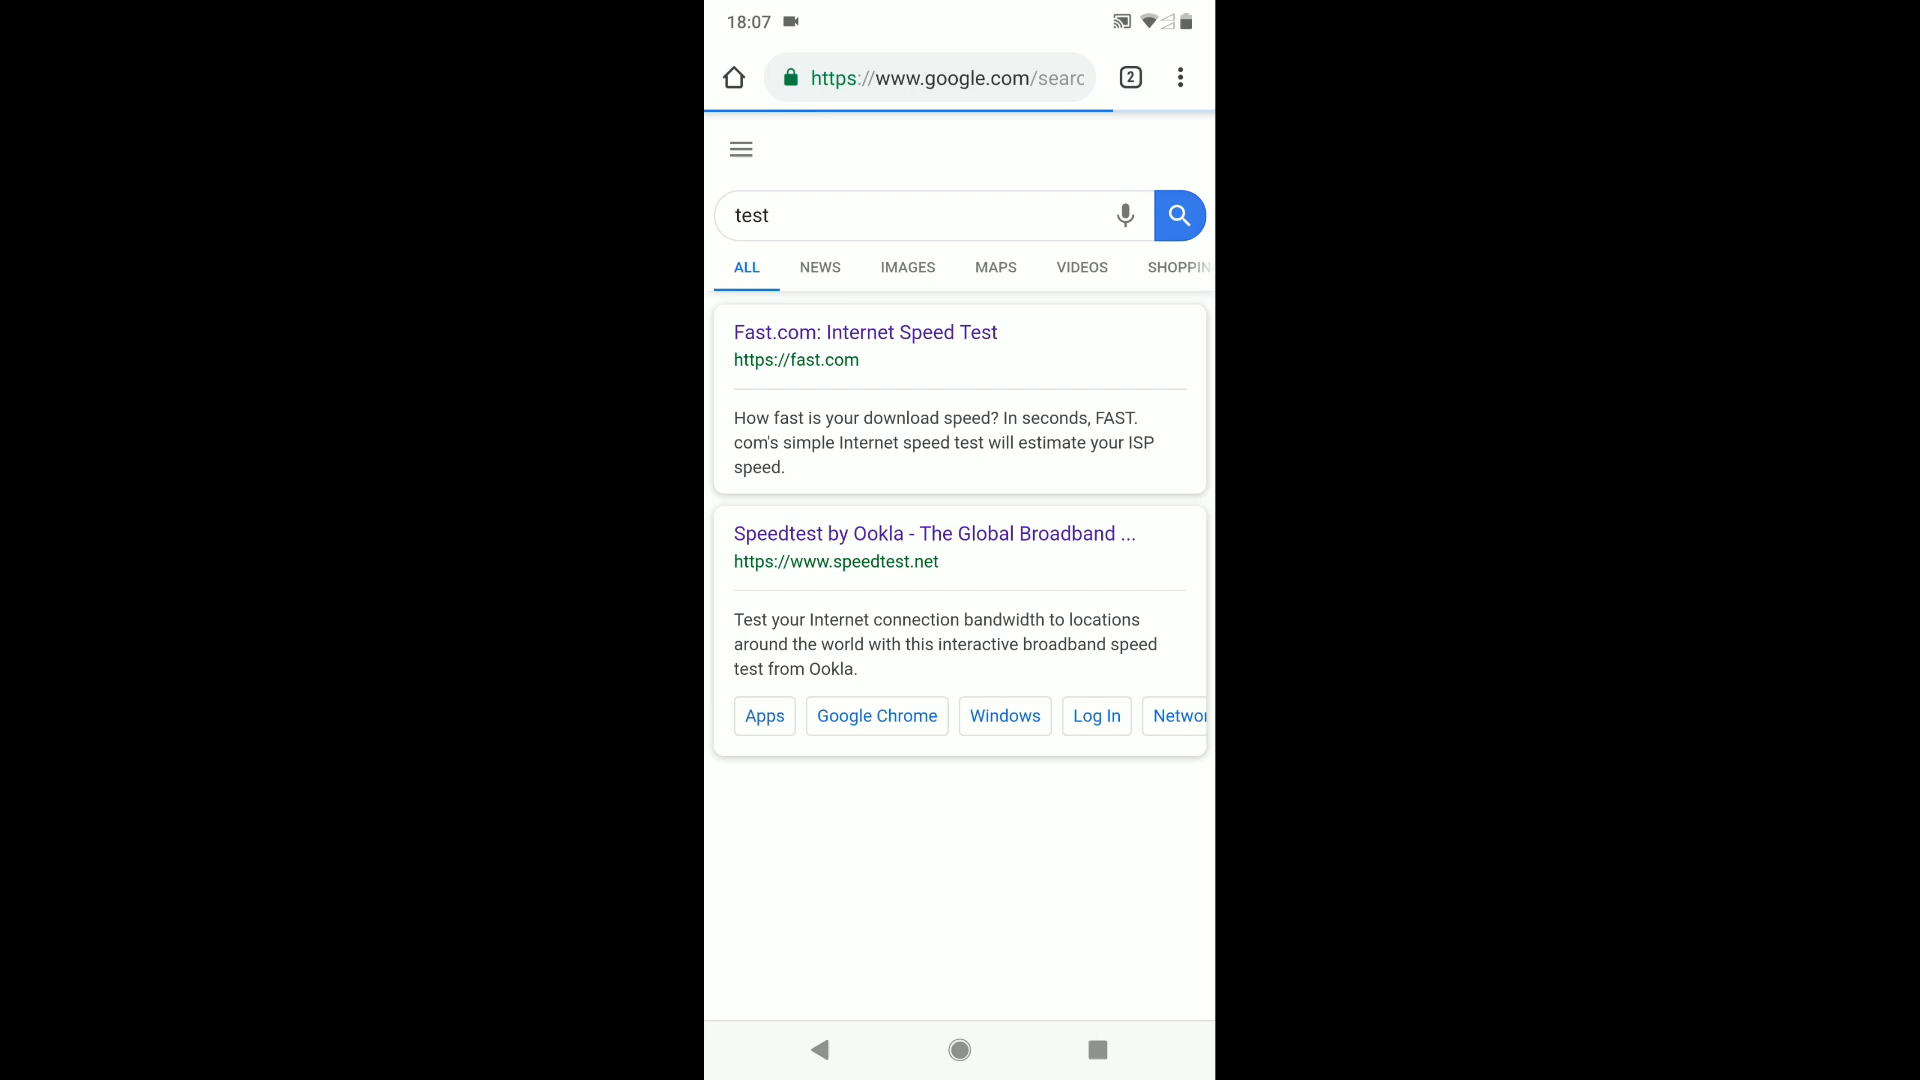 18:07
https://www.google.com/searc
2
test
ALL NEWS IMAGES MAPS VIDEOS SHOPPIN
Fast.com: Internet Speed Test
https://fast.com
How fast is your download speed? In seconds, FAST.
com's simple Internet speed test will estimate your ISP
speed.
Speedtest by Ookla - The Global Broadband ...
https://www.speedtest.net
Test your Internet connection bandwidth to locations
around the world with this interactive broadband speed
test from Ookla.
Apps Google Chrome Windows Log In Networ